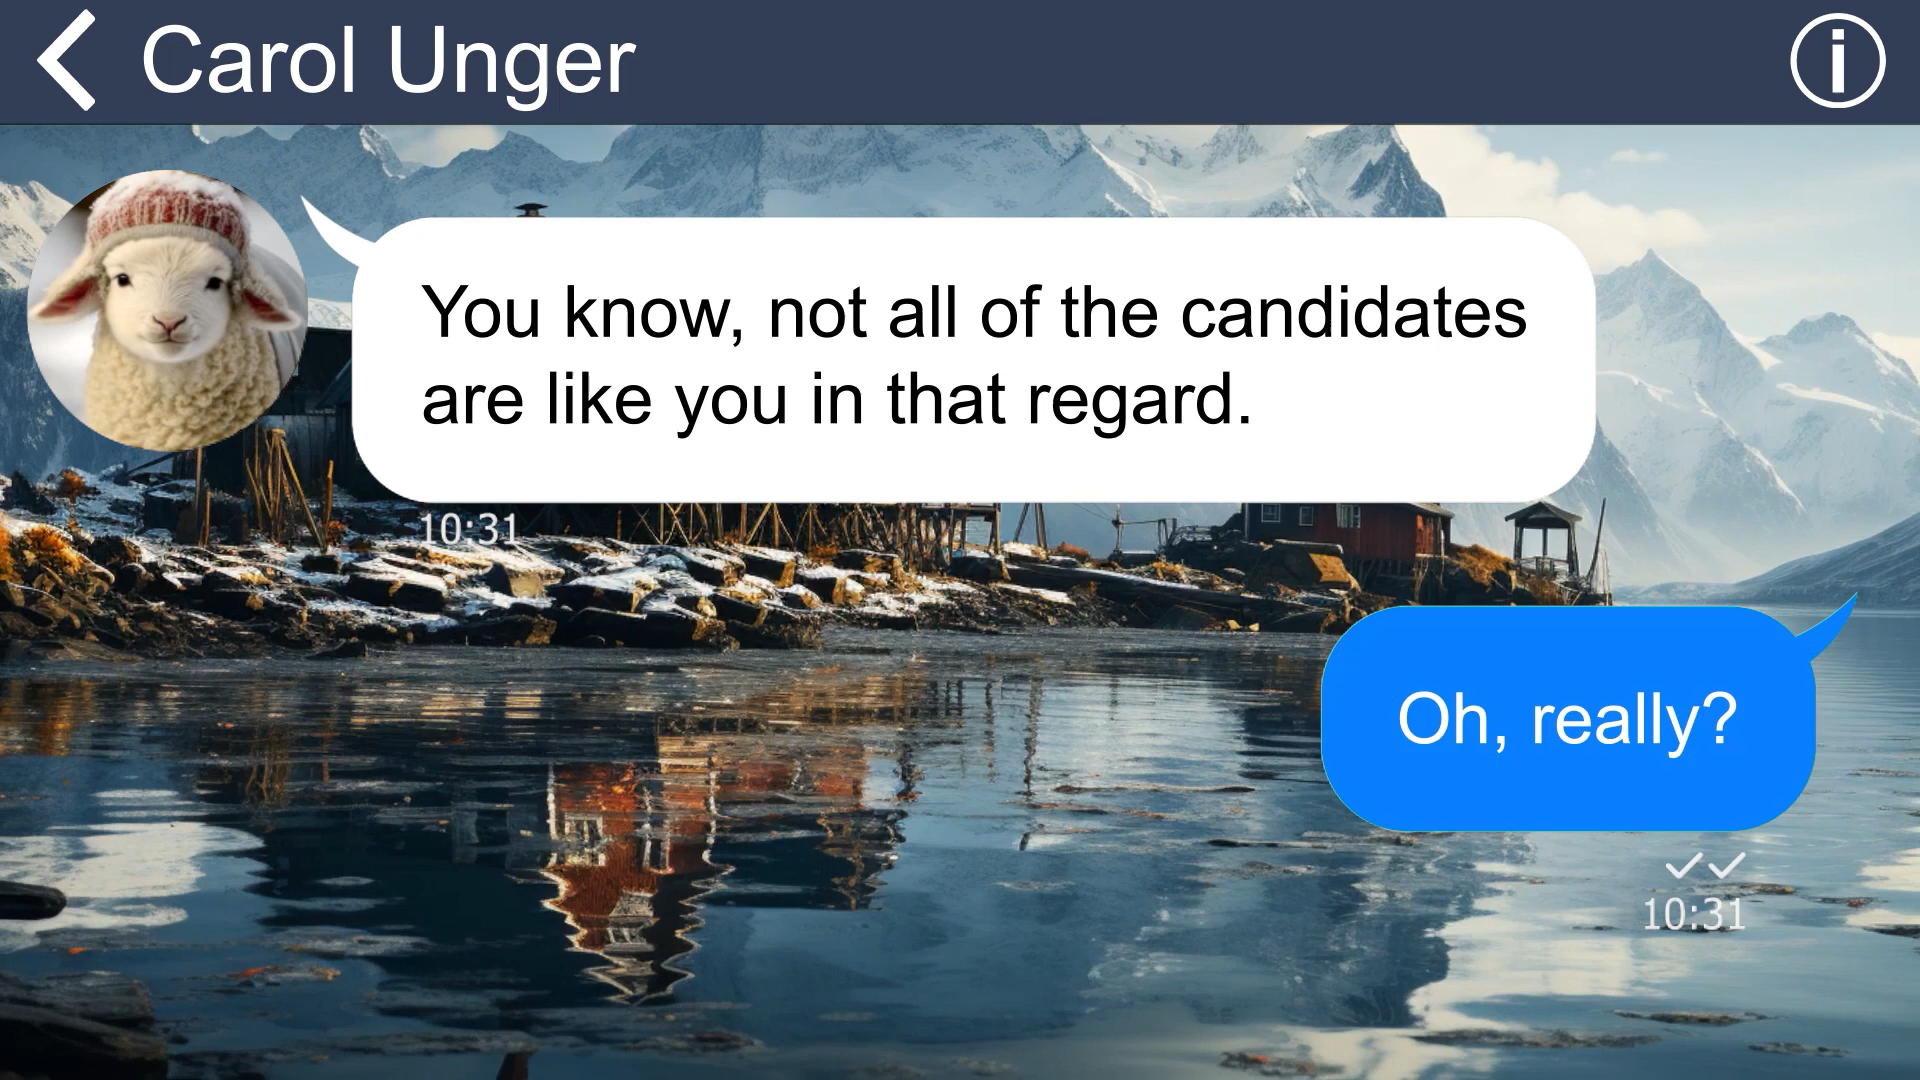 Carol Unger
You know, not all of the candidates
are like you in that regard.
10:31
Oh, really?
10:31